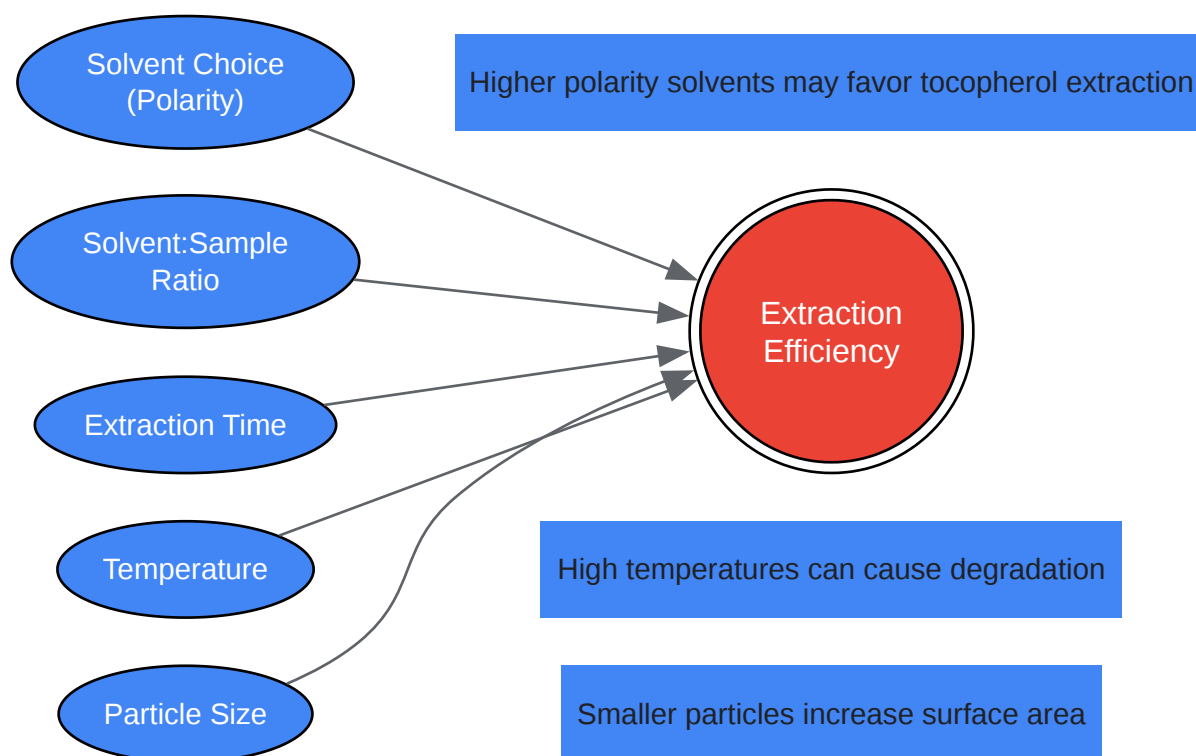 Solvent Choice
(Polarity)
Higher polarity solvents may favor tocopherol extraction
Solvent:Sample
Ratio
Extraction
Efficiency
Extraction Time
Temperature
High temperatures can cause degradation
Particle Size
Smaller particles increase surface area